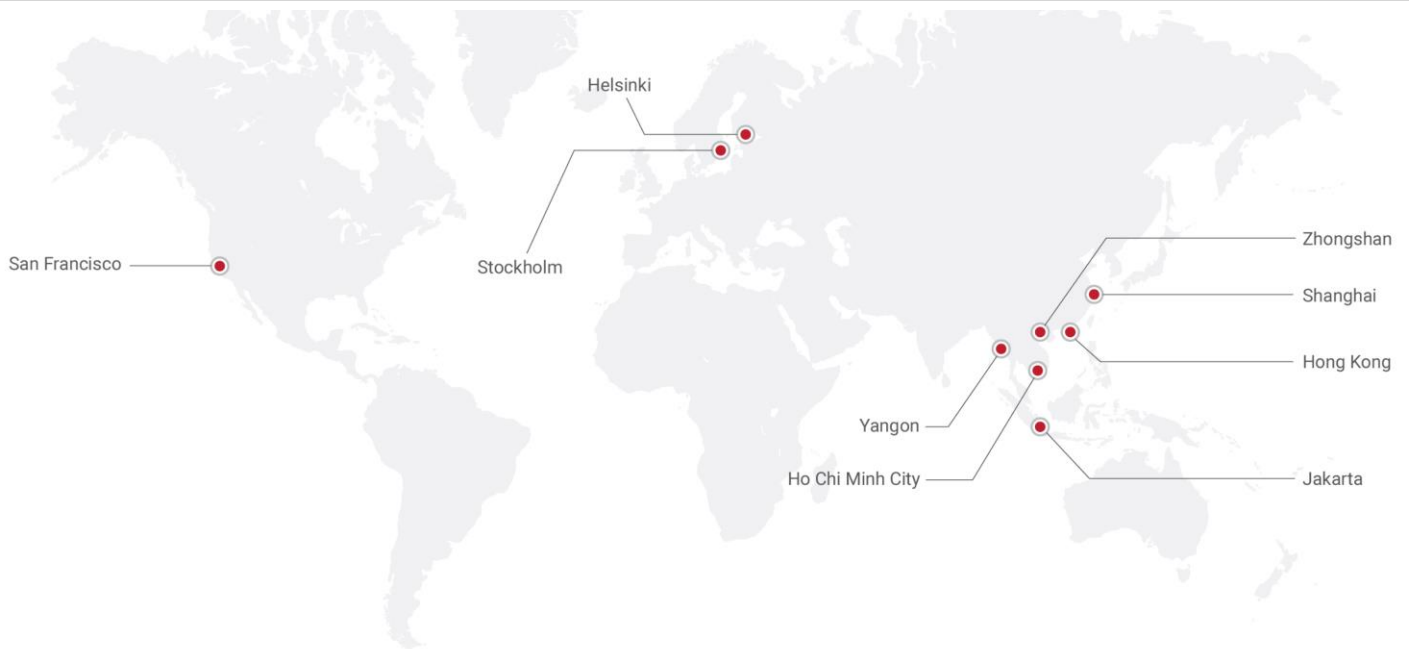 Helsinki
Stockholm
San Francisco
Zhongshan
Shanghai
Hong Kong
Yangon
Ho Chi Minh City
Jakarta